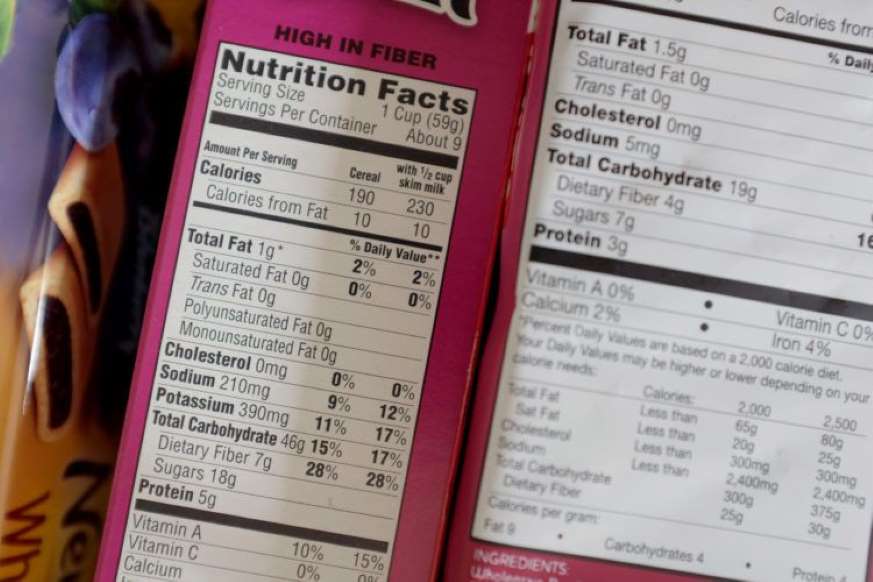 HIGH IN FIBER
Nutrition Facts
Serving Size 1 Cup (59g)
Servings Per Container About 9
Amount Per Serving Cereal with ½ cup skim milk
Calories 190 230
Calories from Fat 10 10
% Daily Value**
Total Fat 1g* 2% 2%
Saturated Fat 0g 0% 0%
Trans Fat 0g
Polyunsaturated Fat 0g
Monounsaturated Fat 0g
Cholesterol 0mg 0% 0%
Sodium 210mg 9% 12%
Potassium 390mg 11% 17%
Total Carbohydrate 46g 15% 17%
Dietary Fiber 7g 28% 28%
Sugars 18g
Protein 5g
Vitamin A 10% 15%
Vitamin C 0% 0%
Calcium
Calories from
% Daily
Total Fat 1.5g
Saturated Fat 0g
Trans Fat 0g
Cholesterol 0mg
Sodium 5mg
Total Carbohydrate 19g
Dietary Fiber 4g
Sugars 7g 16
Protein 3g
Vitamin A 0% • Vitamin C 0%
Calcium 2% • Iron 4%
*Percent Daily Values are based on a 2,000 calorie diet.
Your Daily Values may be higher or lower depending on your
calorie needs:
Calories: 2,000 2,500
Total Fat Less than 65g 80g
Sat Fat Less than 20g 25g
Cholesterol Less than 300mg 300mg
Sodium Less than 2,400mg 2,400mg
Total Carbohydrate 300g 375g
Dietary Fiber 25g 30g
Calories per gram:
Fat 9 • Carbohydrates 4 • Protein
INGREDIENTS:
Wh